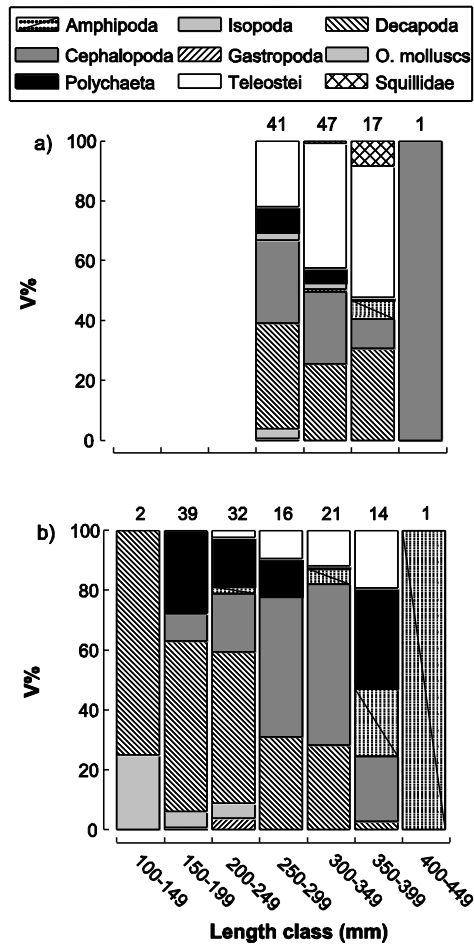 Amphipoda Isopoda Decapoda
Cephalopoda Gastropoda O. molluscs
Polychaeta Teleostei Squillidae
41 47 17 1
a)
100
80
60
40
20
0
V%
2 39 32 16 21 14 1
b)
100
80
60
40
20
0
V%
100-149 150-199 200-249 250-299 300-349 350-399 400-449
Length class (mm)